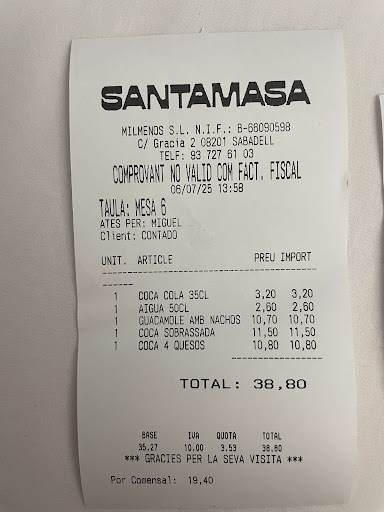 SANTAMASA
MILMENOS S.L. N.I.F.: B-66090598
C/ Gracia 2 08201 SABADELL
TELF: 93 727 61 03
COMPROVANT NO VALID COM FACT. FISCAL
06/07/25 13:58
TAULA: MESA 6
ATES PER: MIGUEL
Client: CONTADO
UNIT. ARTICLE PREU IMPORT
1 COCA COLA 35CL 3,20 3,20
1 AIGUA 50CL 2,60 2,60
1 GUACAMOLE AMB NACHOS 10,70 10,70
1 COCA SOBRASSADA 11,50 11,50
1 COCA 4 QUESOS 10,80 10,80
TOTAL: 38,80
BASE IVA QUOTA TOTAL
35.27 10.00 3.53 38.80
*** GRACIES PER LA SEVA VISITA ***
Por Comensal: 19,40